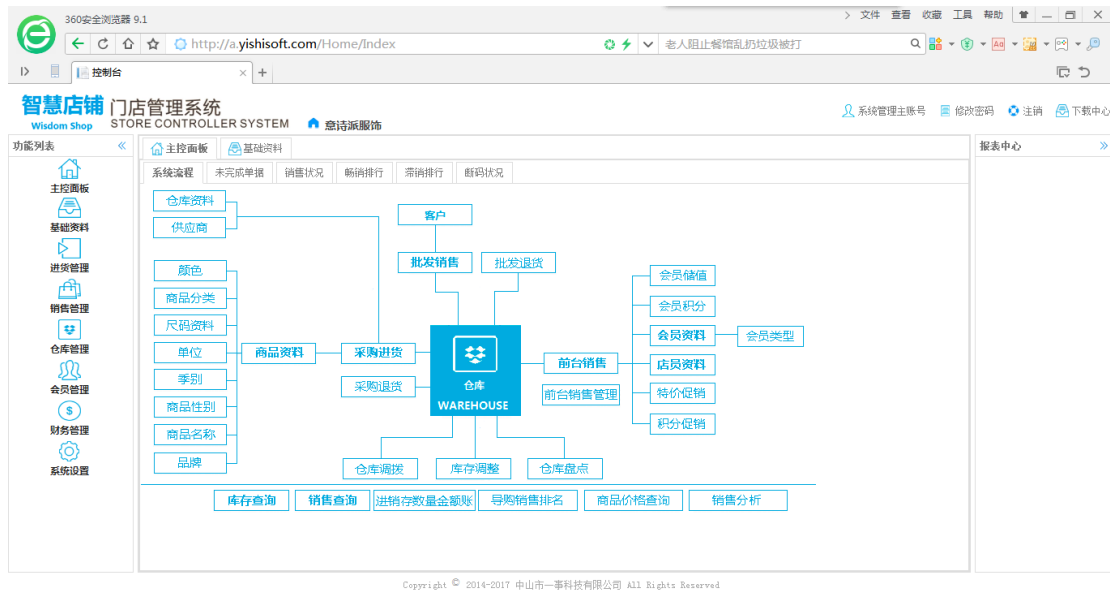 360安全浏览器 9.1
文件 查看 收藏 工具 帮助
http://a.yishisoft.com/Home/Index
老人阻止餐馆乱扔垃圾被打
控制台
智慧店铺 门店管理系统
Wisdom Shop STORE CONTROLLER SYSTEM 意诗派服饰
系统管理主账号 修改密码 注销 下载中心
功能列表
主控面板 基础资料
报表中心
系统流程 未完成单据 销售状况 畅销排行 滞销排行 断码状况
主控面板
基础资料
进货管理
销售管理
仓库管理
会员管理
财务管理
系统设置
仓库资料
供应商
客户
批发销售 批发退货
颜色
商品分类
尺码资料
单位
季别
商品性别
商品名称
品牌
商品资料
采购进货
采购退货
仓库
WAREHOUSE
前台销售
前台销售管理
会员储值
会员积分
会员资料 会员类型
店员资料
特价促销
积分促销
仓库调拨 库存调整 仓库盘点
库存查询 销售查询 进销存数量金额账 导购销售排名 商品价格查询 销售分析
Copyright © 2014-2017 中山市一事科技有限公司 All Rights Reserved